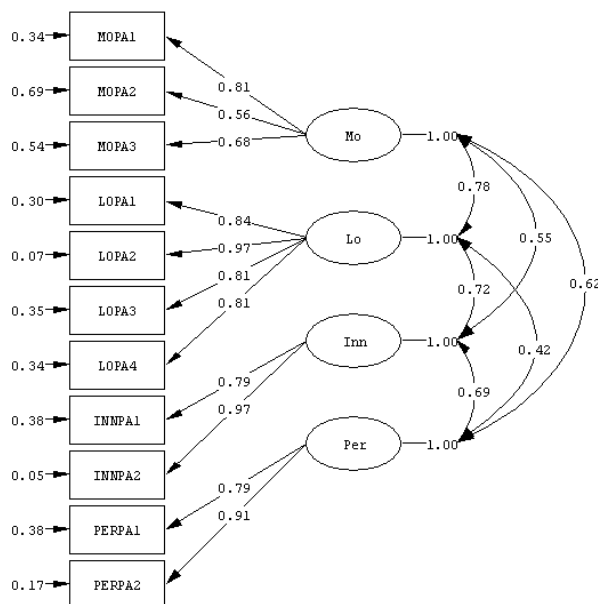 0.34 MOPA1
0.81
0.69 MOPA2
0.56
0.54 MOPA3
0.68
Mo 1.00
0.30 LOPA1
0.78
0.84
0.07 LOPA2
0.97
Lo 1.00
0.55
0.81
0.62
0.35 LOPA3
0.81
0.72
0.34 LOPA4
Inn 1.00
0.42
0.79
0.38 INNPA1
0.97
0.69
Per 1.00
0.05 INNPA2
0.79
0.38 PERPA1
0.91
0.17 PERPA2